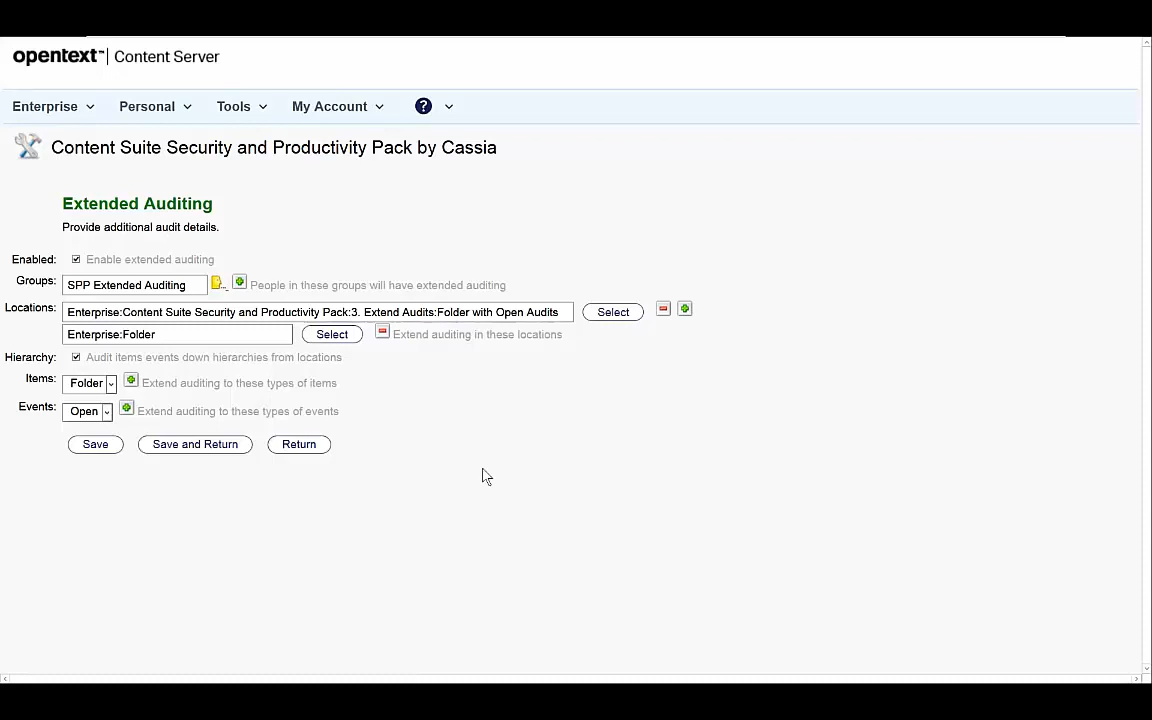 opentext™ | Content Server
Enterprise Personal Tools My Account ?
Content Suite Security and Productivity Pack by Cassia
Extended Auditing
Provide additional audit details.
Enabled: Enable extended auditing
Groups: SPP Extended Auditing People in these groups will have extended auditing
Locations: Enterprise:Content Suite Security and Productivity Pack:3. Extend Audits:Folder with Open Audits Select
Enterprise:Folder Select Extend auditing in these locations
Hierarchy: Audit items events down hierarchies from locations
Items: Folder Extend auditing to these types of items
Events: Open Extend auditing to these types of events
Save Save and Return Return